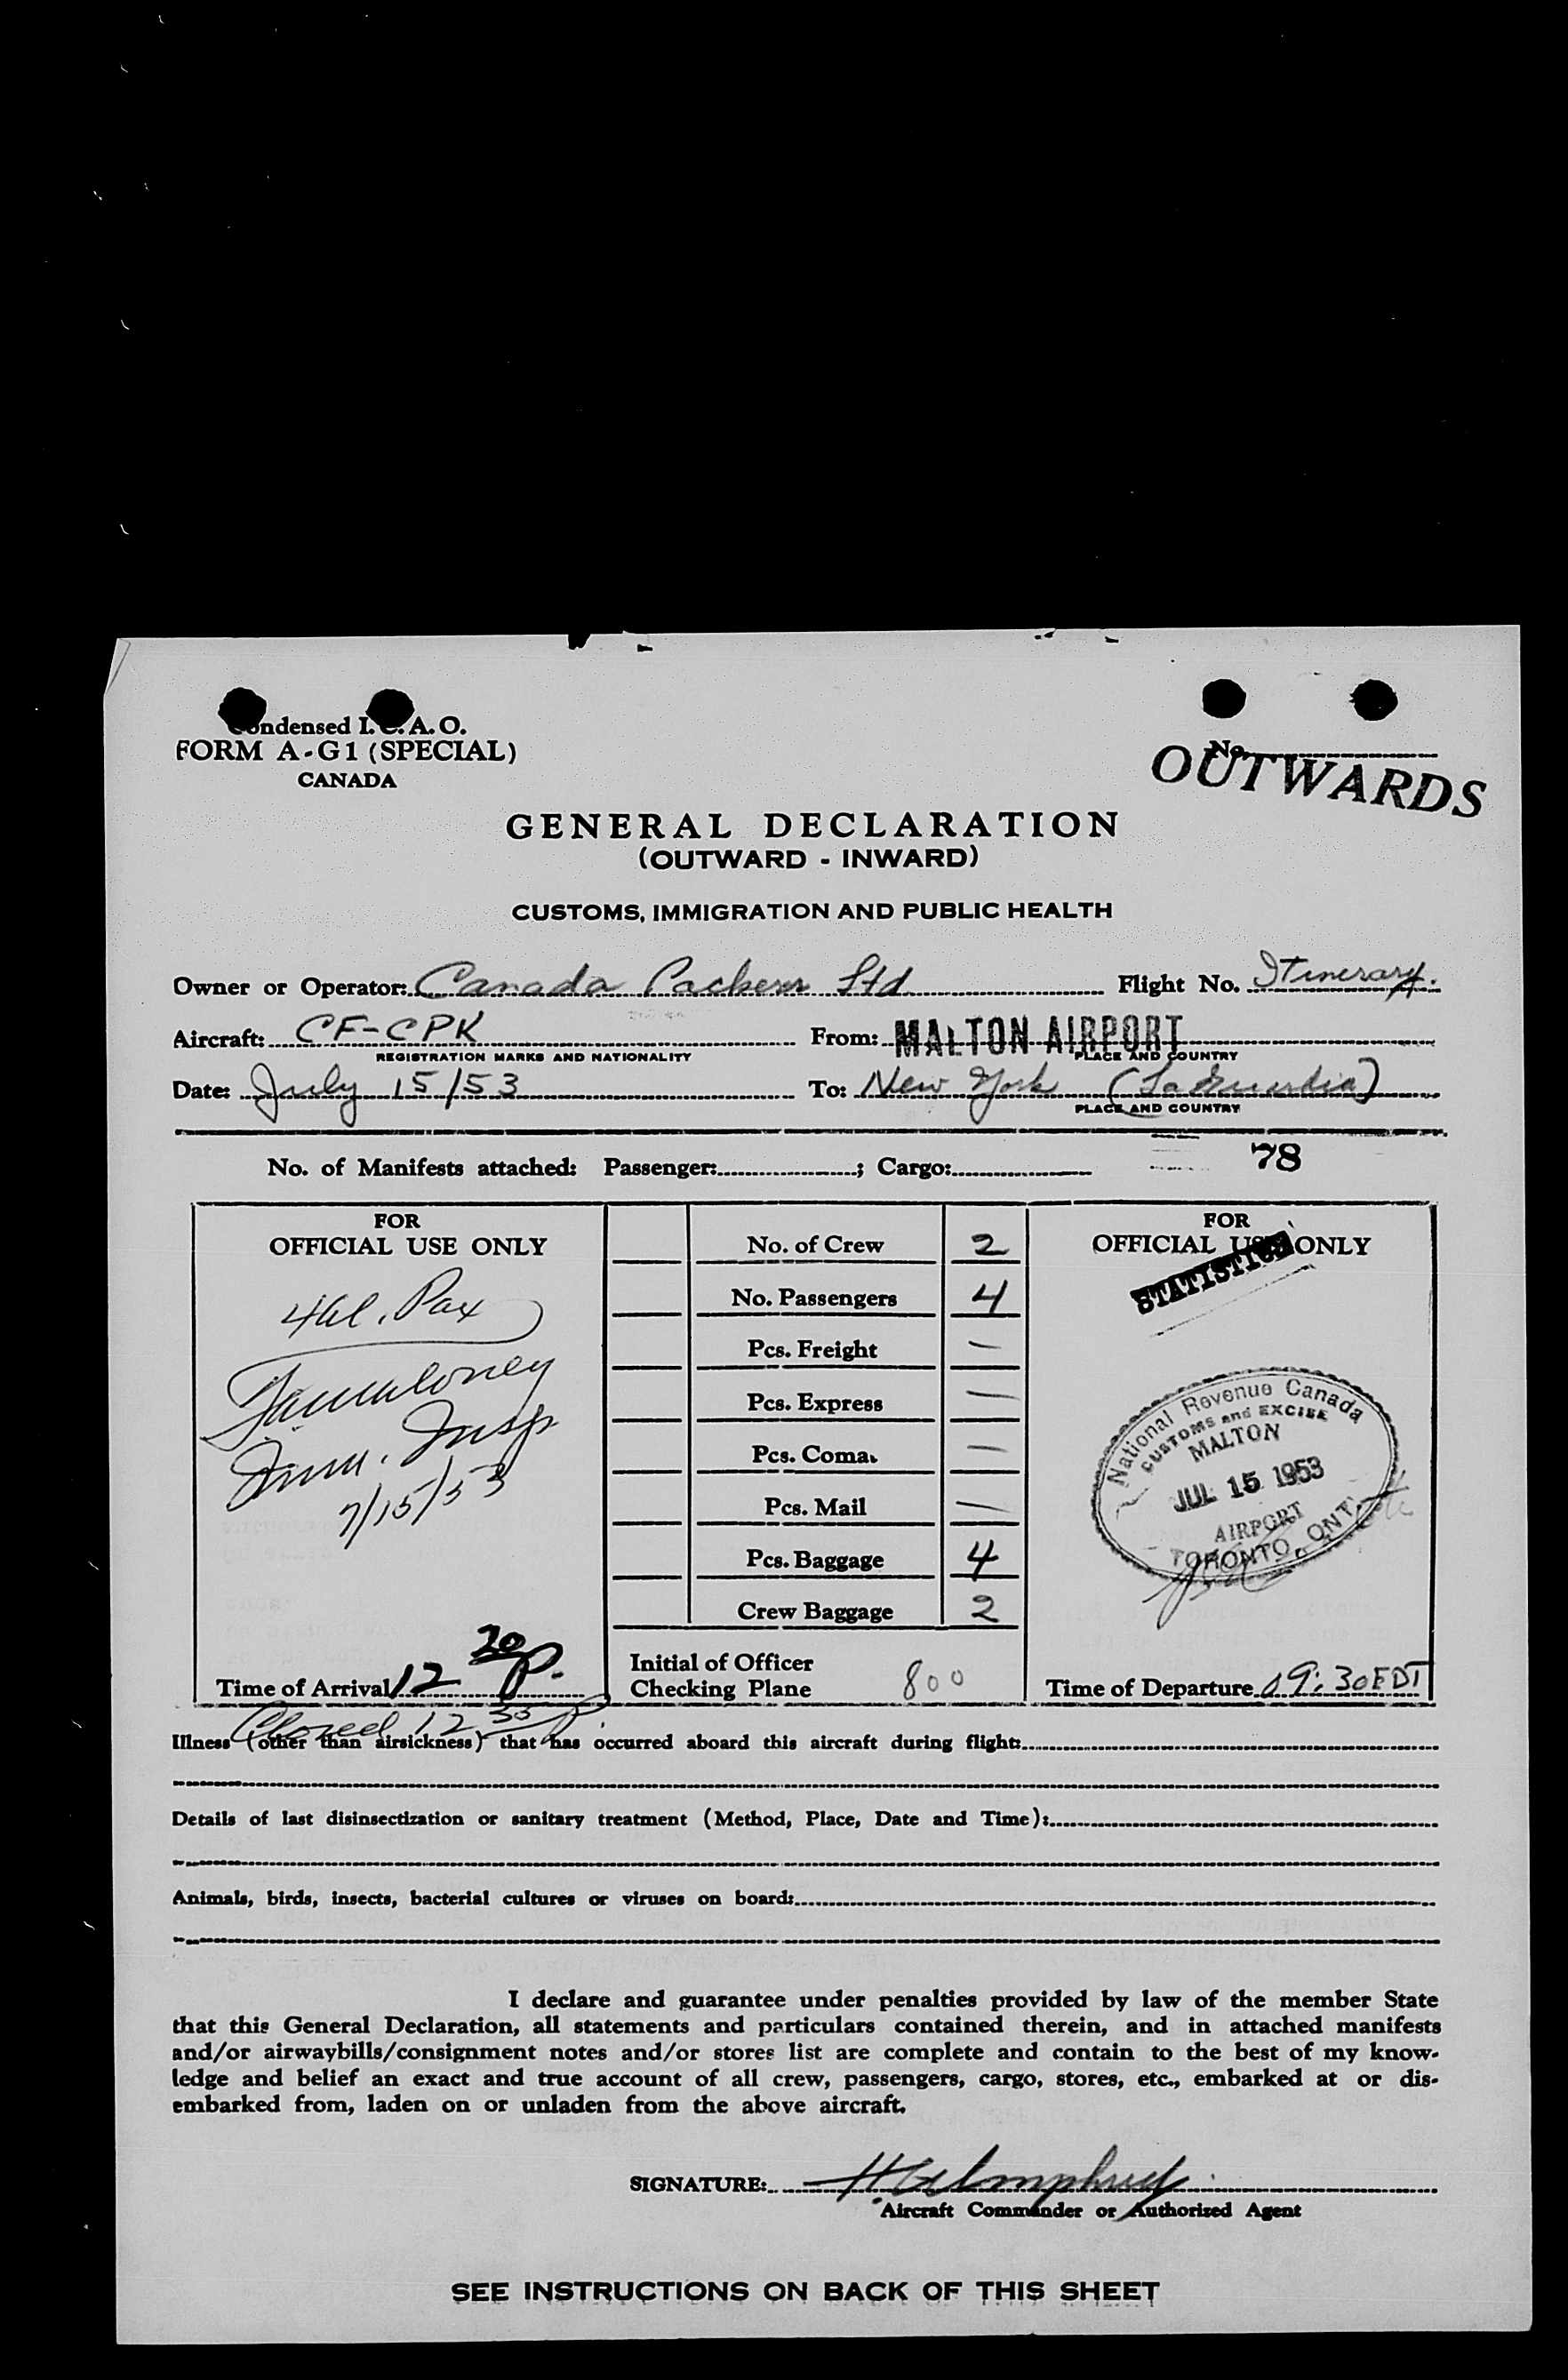 Condensed I.C.A.O.
FORM A-G1 (SPECIAL)
CANADA
No.
OUTWARDS
GENERAL DECLARATION
(OUTWARD - INWARD)
CUSTOMS, IMMIGRATION AND PUBLIC HEALTH
Owner or Operator: Canada Packers Ltd Flight No. Itinerary.
Aircraft: CF-CPK From: MALTON AIRPORT
REGISTRATION MARKS AND NATIONALITY PLACE AND COUNTRY
Date: July 15/53 To: New York (LaGuardia)
PLACE AND COUNTRY
No. of Manifests attached: Passenger: ; Cargo: 78
FOR
OFFICIAL USE ONLY
Pax
Imm. Insp
7/15/53
Time of Arrival 12 20 p.
Closed 12 30 p.
No. of Crew 2
No. Passengers 4
Pcs. Freight —
Pcs. Express —
Pcs. Comat —
Pcs. Mail —
Pcs. Baggage 4
Crew Baggage 2
Initial of Officer
Checking Plane 800
FOR
OFFICIAL USE ONLY
STATISTICS
National Revenue Canada
CUSTOMS and EXCISE
MALTON
JUL 15 1953
AIRPORT
TORONTO, ONT.
Time of Departure 09:30 EDT
Illness (other than airsickness) that has occurred aboard this aircraft during flight:
Details of last disinsectization or sanitary treatment (Method, Place, Date and Time):
Animals, birds, insects, bacterial cultures or viruses on board:
I declare and guarantee under penalties provided by law of the member State
that this General Declaration, all statements and particulars contained therein, and in attached manifests
and/or airwaybills/consignment notes and/or stores list are complete and contain to the best of my know-
ledge and belief an exact and true account of all crew, passengers, cargo, stores, etc., embarked at or dis-
embarked from, laden on or unladen from the above aircraft.
SIGNATURE:
Aircraft Commander or Authorized Agent
SEE INSTRUCTIONS ON BACK OF THIS SHEET